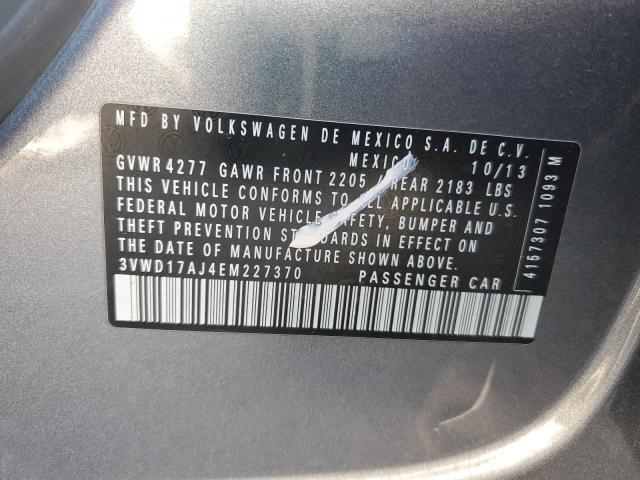 MFD BY VOLKSWAGEN DE MEXICO S.A. DE C.V.
MEXICO 10/13
GVWR 4277 GAWR FRONT 2205 / REAR 2183 LBS
THIS VEHICLE CONFORMS TO ALL APPLICABLE U.S.
FEDERAL MOTOR VEHICLE SAFETY, BUMPER AND
THEFT PREVENTION STANDARDS IN EFFECT ON
THE DATE OF MANUFACTURE SHOWN ABOVE.
3VWD17AJ4EM227370 PASSENGER CAR
4157307 1093 M